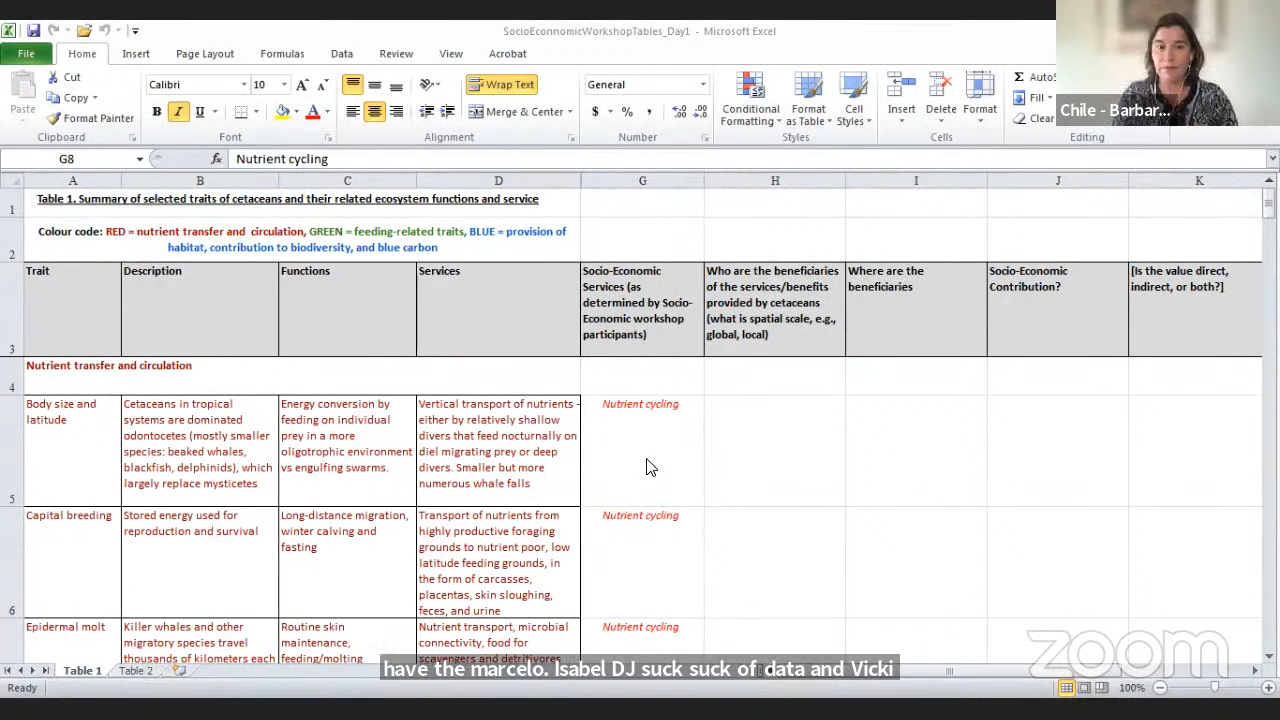 SocioEconnomicWorkshopTables_Day1 - Microsoft Excel
File Home Insert Page Layout Formulas Data Review View Acrobat
Paste
Cut
Copy
Format Painter
Clipboard
Calibri 10
B I U
Font
Wrap Text
Merge & Center
Alignment
General
$ % ,
Number
Conditional Formatting
Format as Table
Cell Styles
Styles
Insert Delete Format
Cells
AutoS
Fill
Clear
Editing
Chile - Barbar...
G8 fx Nutrient cycling
A B C D G H I J K
1
Table 1. Summary of selected traits of cetaceans and their related ecosystem functions and service
2
Colour code: RED = nutrient transfer and circulation, GREEN = feeding-related traits, BLUE = provision of
habitat, contribution to biodiversity, and blue carbon
3
Trait
Description
Functions
Services
Socio-Economic
Services (as
determined by Socio-
Economic workshop
participants)
Who are the beneficiaries
of the services/benefits
provided by cetaceans
(what is spatial scale, e.g.,
global, local)
Where are the
beneficiaries
Socio-Economic
Contribution?
[Is the value direct,
indirect, or both?]
4
Nutrient transfer and circulation
5
Body size and
latitude
Cetaceans in tropical
systems are dominated
odontocetes (mostly smaller
species: beaked whales,
blackfish, delphinids), which
largely replace mysticetes
Energy conversion by
feeding on individual
prey in a more
oligotrophic environment
vs engulfing swarms.
Vertical transport of nutrients -
either by relatively shallow
divers that feed nocturnally on
diel migrating prey or deep
divers. Smaller but more
numerous whale falls
Nutrient cycling
6
Capital breeding
Stored energy used for
reproduction and survival
Long-distance migration,
winter calving and
fasting
Transport of nutrients from
highly productive foraging
grounds to nutrient poor, low
latitude feeding grounds, in
the form of carcasses,
placentas, skin sloughing,
feces, and urine
Nutrient cycling
Epidermal molt
Killer whales and other
migratory species travel
thousands of kilometers each
Routine skin
maintenance,
feeding/molting
Nutrient transport, microbial
connectivity, food for
scavengers and detritivores
Nutrient cycling
have the marcelo. Isabel DJ suck suck of data and Vicki
zoom
Table 1 Table 2
Ready
100%